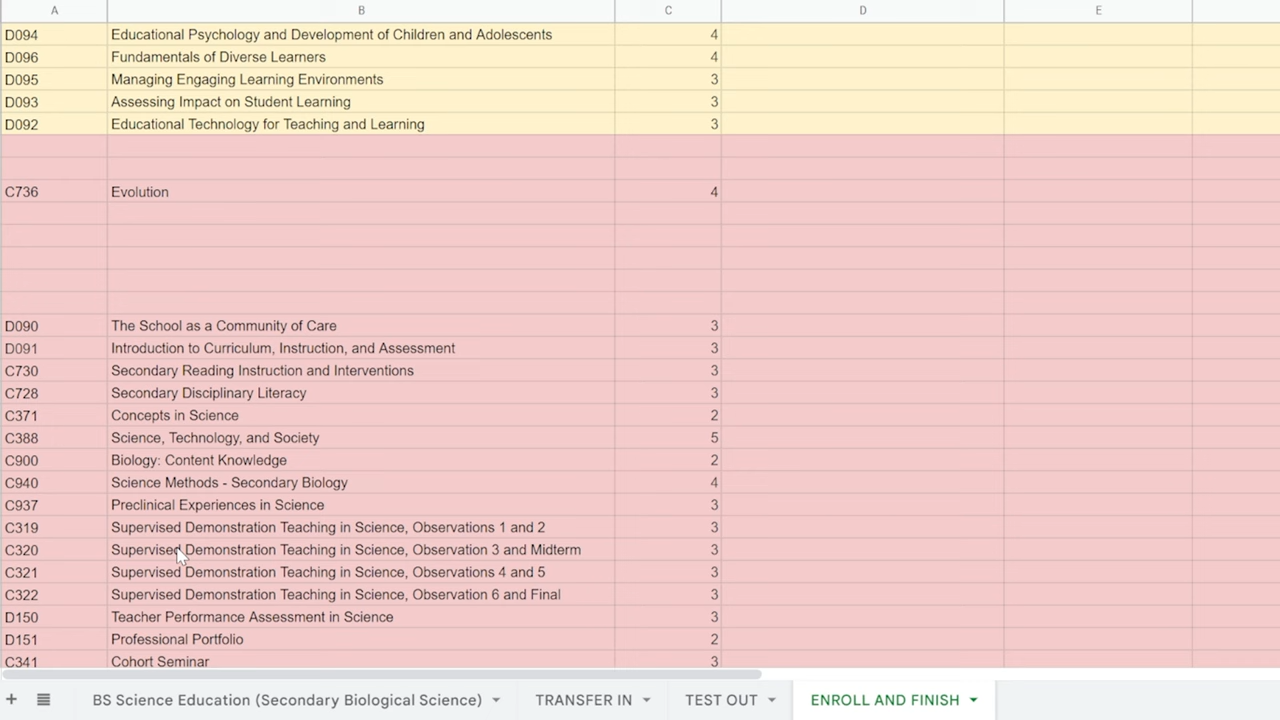 A B C D E
D094 Educational Psychology and Development of Children and Adolescents 4
D096 Fundamentals of Diverse Learners 4
D095 Managing Engaging Learning Environments 3
D093 Assessing Impact on Student Learning 3
D092 Educational Technology for Teaching and Learning 3
C736 Evolution 4
D090 The School as a Community of Care 3
D091 Introduction to Curriculum, Instruction, and Assessment 3
C730 Secondary Reading Instruction and Interventions 3
C728 Secondary Disciplinary Literacy 3
C371 Concepts in Science 2
C388 Science, Technology, and Society 5
C900 Biology: Content Knowledge 2
C940 Science Methods - Secondary Biology 4
C937 Preclinical Experiences in Science 3
C319 Supervised Demonstration Teaching in Science, Observations 1 and 2 3
C320 Supervised Demonstration Teaching in Science, Observation 3 and Midterm 3
C321 Supervised Demonstration Teaching in Science, Observations 4 and 5 3
C322 Supervised Demonstration Teaching in Science, Observation 6 and Final 3
D150 Teacher Performance Assessment in Science 3
D151 Professional Portfolio 2
C341 Cohort Seminar 3
+ BS Science Education (Secondary Biological Science) TRANSFER IN TEST OUT ENROLL AND FINISH